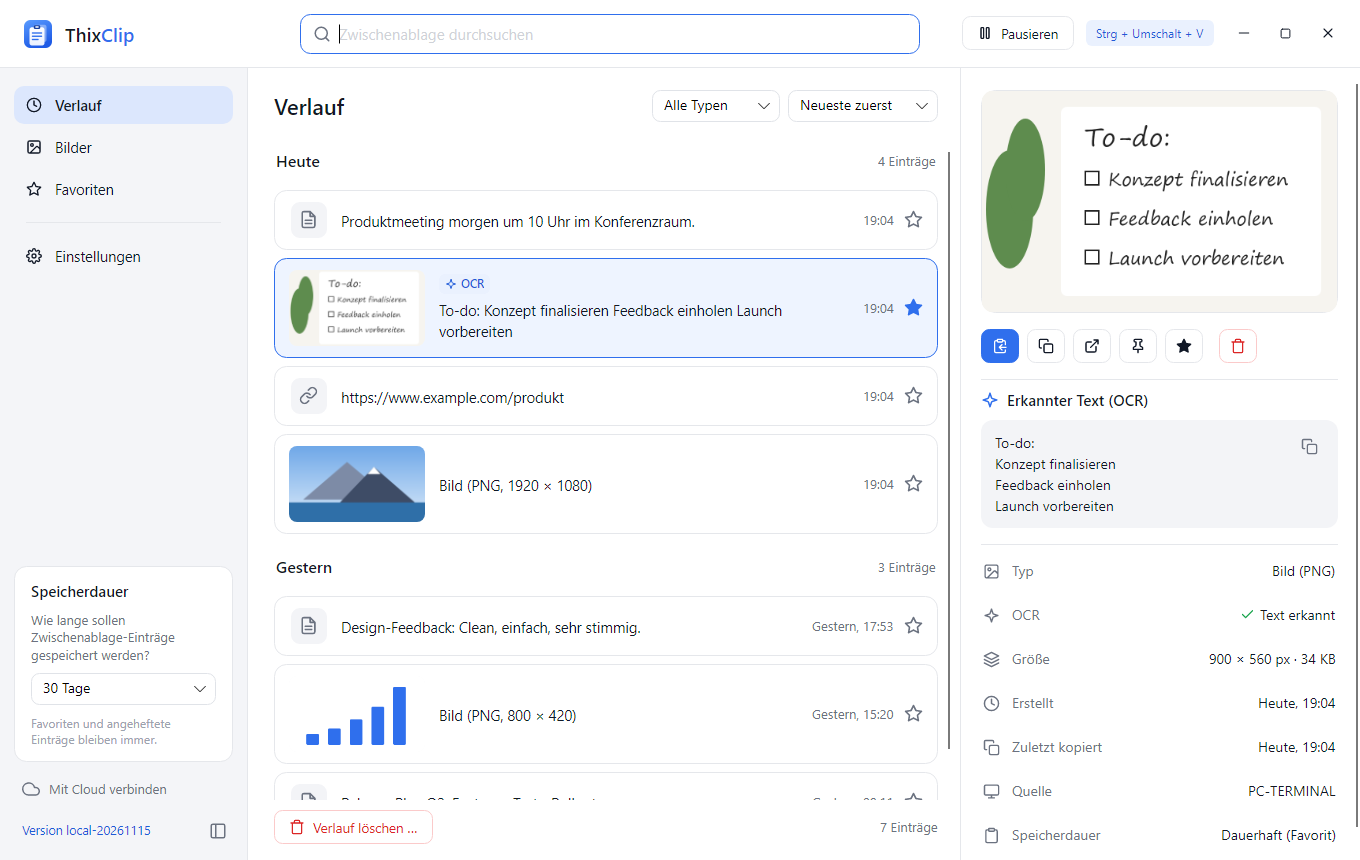 ThixClip
Zwischenablage durchsuchen
Pausieren
Strg + Umschalt + V
Verlauf
Bilder
Favoriten
Einstellungen
Speicherdauer
Wie lange sollen
Zwischenablage-Einträge
gespeichert werden?
30 Tage
Favoriten und angeheftete
Einträge bleiben immer.
Mit Cloud verbinden
Version local-20261115
Verlauf
Alle Typen
Neueste zuerst
Heute
4 Einträge
Produktmeeting morgen um 10 Uhr im Konferenzraum.
19:04
To-do:
Konzept finalisieren
Feedback einholen
Launch vorbereiten
OCR
To-do: Konzept finalisieren Feedback einholen Launch
vorbereiten
19:04
https://www.example.com/produkt
19:04
Bild (PNG, 1920 × 1080)
19:04
Gestern
3 Einträge
Design-Feedback: Clean, einfach, sehr stimmig.
Gestern, 17:53
Bild (PNG, 800 × 420)
Gestern, 15:20
Verlauf löschen ...
7 Einträge
To-do:
Konzept finalisieren
Feedback einholen
Launch vorbereiten
Erkannter Text (OCR)
To-do:
Konzept finalisieren
Feedback einholen
Launch vorbereiten
Typ
Bild (PNG)
OCR
Text erkannt
Größe
900 × 560 px · 34 KB
Erstellt
Heute, 19:04
Zuletzt kopiert
Heute, 19:04
Quelle
PC-TERMINAL
Speicherdauer
Dauerhaft (Favorit)